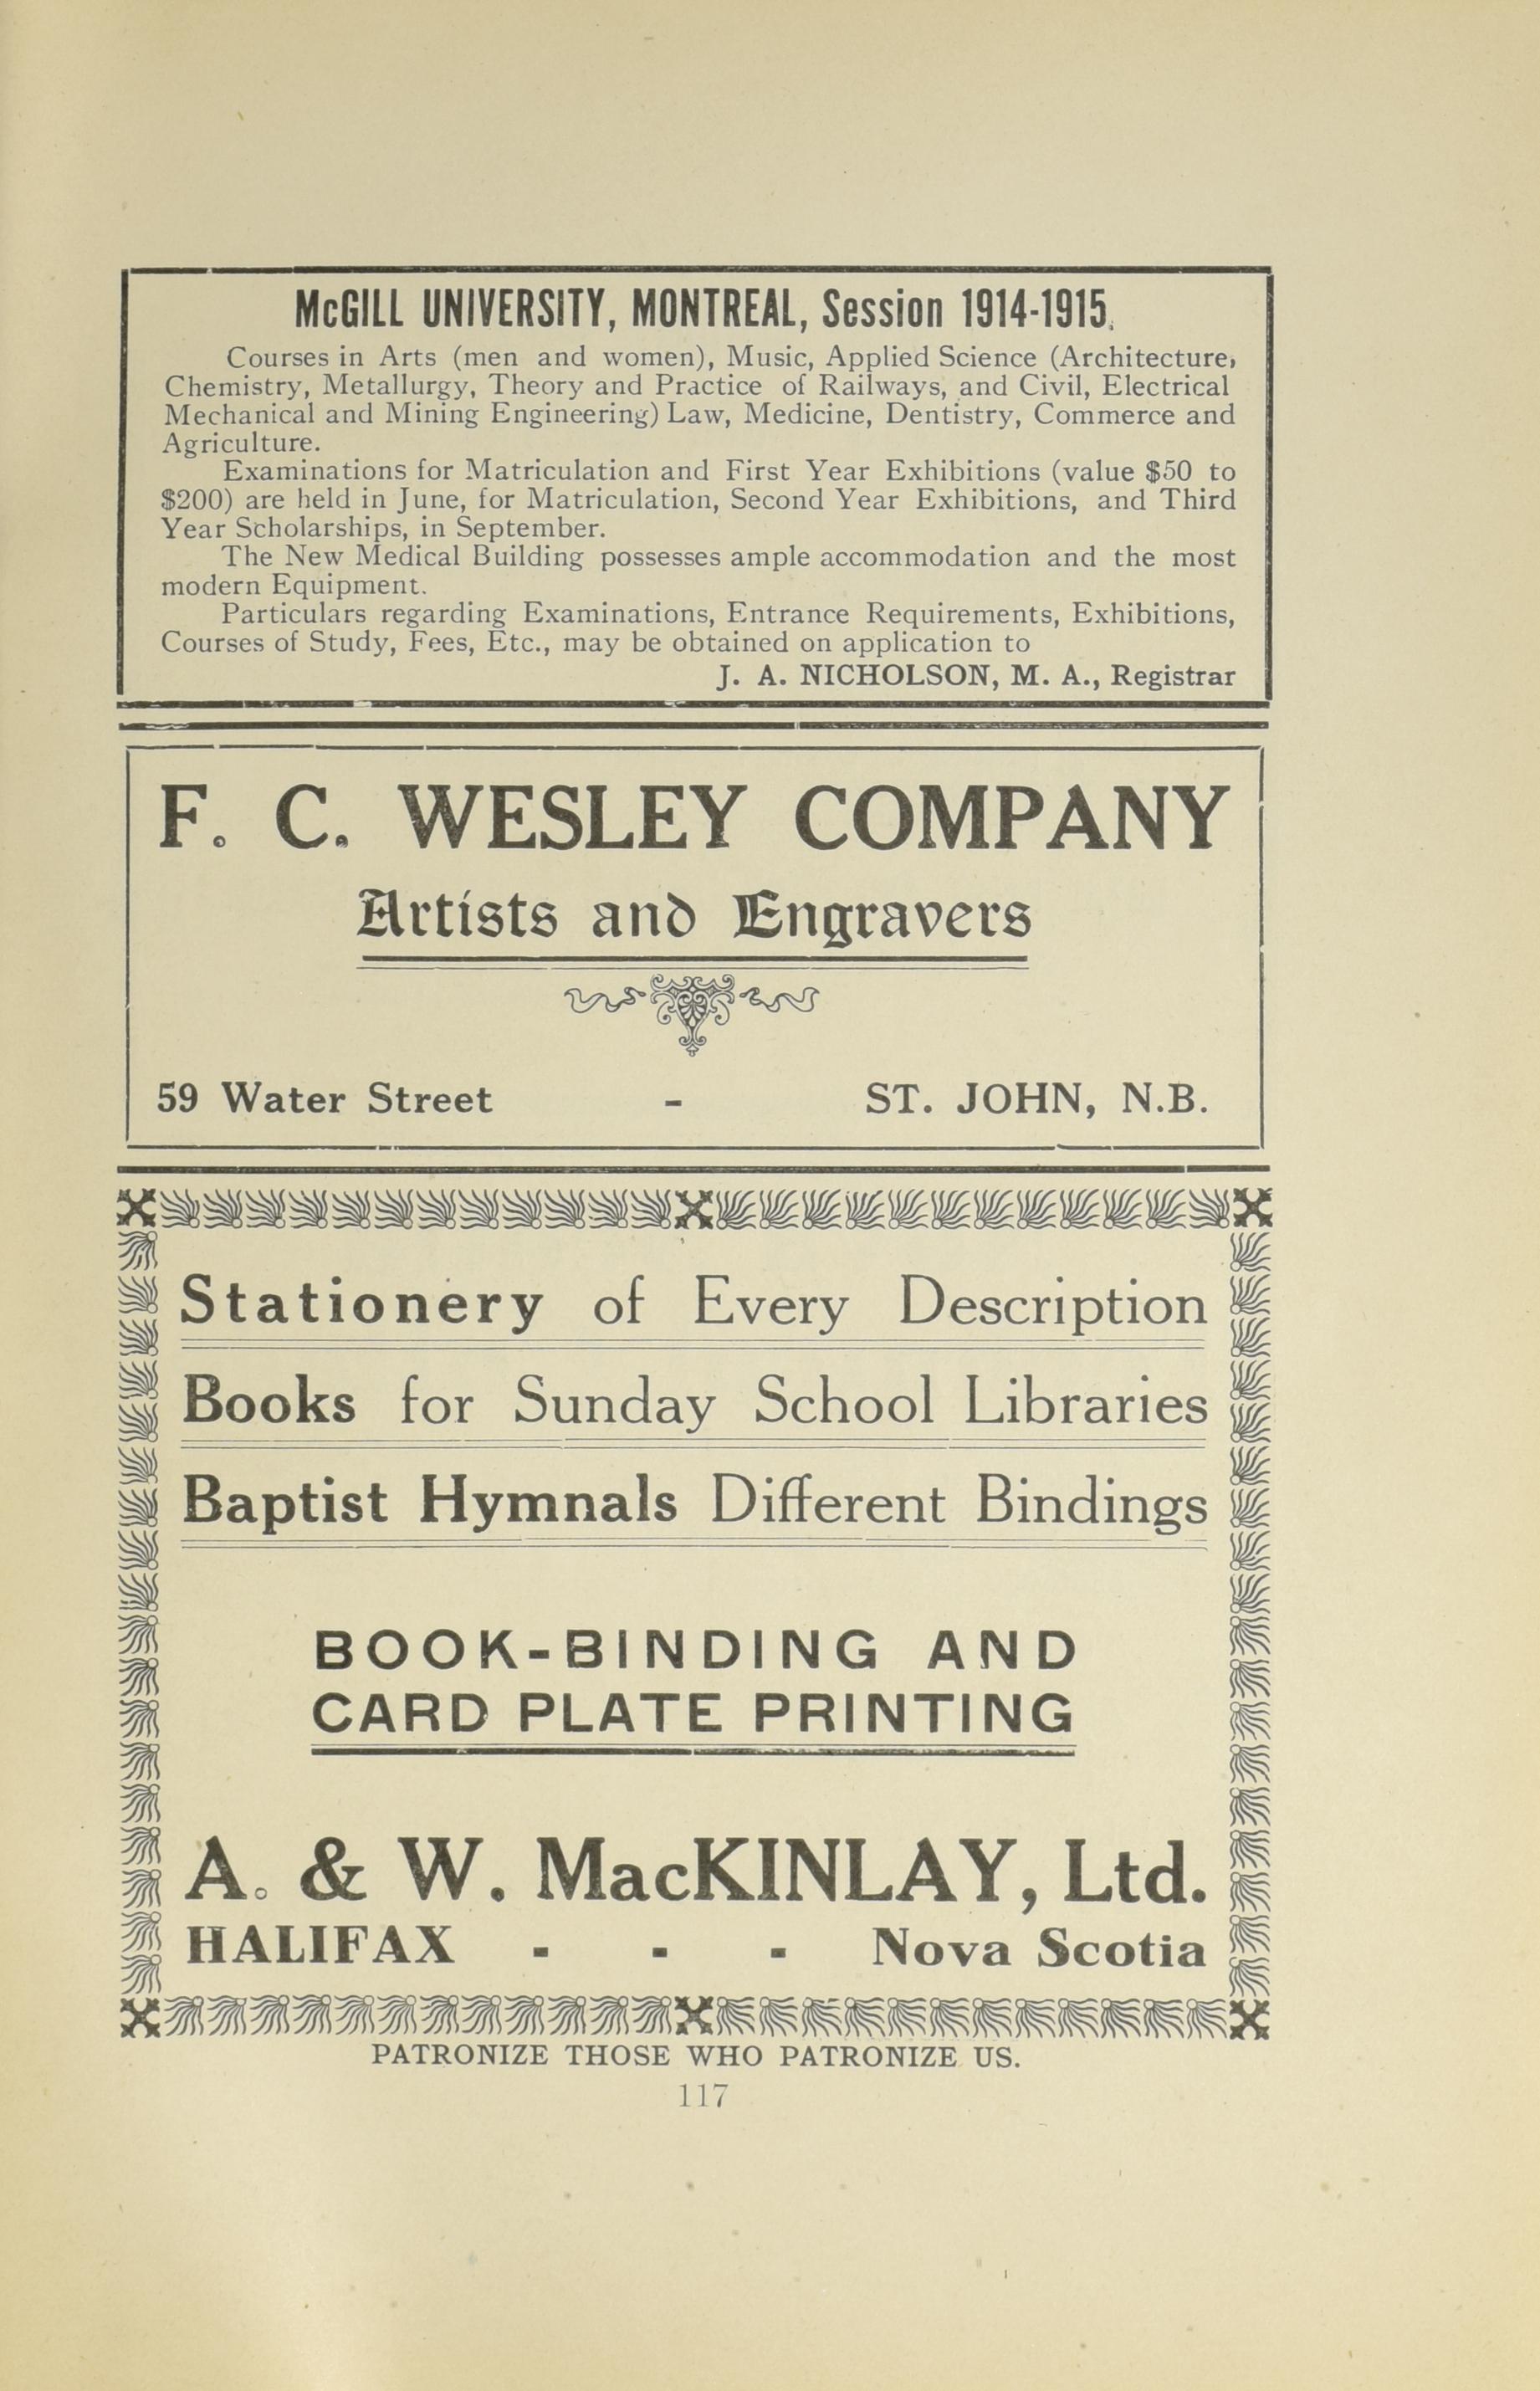 McGILL UNIVERSITY, MONTREAL, Session 1914-1915.
Courses in Arts (men and women), Music, Applied Science (Architecture,
Chemistry, Metallurgy, Theory and Practice of Railways, and Civil, Electrical
Mechanical and Mining Engineering) Law, Medicine, Dentistry, Commerce and
Agriculture.
Examinations for Matriculation and First Year Exhibitions (value $50 to
$200) are held in June, for Matriculation, Second Year Exhibitions, and Third
Year Scholarships, in September.
The New Medical Building possesses ample accommodation and the most
modern Equipment.
Particulars regarding Examinations, Entrance Requirements, Exhibitions,
Courses of Study, Fees, Etc., may be obtained on application to
J. A. NICHOLSON, M. A., Registrar
F. C. WESLEY COMPANY
Artists and Engravers
59 Water Street - ST. JOHN, N.B.
Stationery of Every Description
Books for Sunday School Libraries
Baptist Hymnals Different Bindings
BOOK-BINDING AND
CARD PLATE PRINTING
A. & W. MacKINLAY, Ltd.
HALIFAX - - - Nova Scotia
PATRONIZE THOSE WHO PATRONIZE US.
117